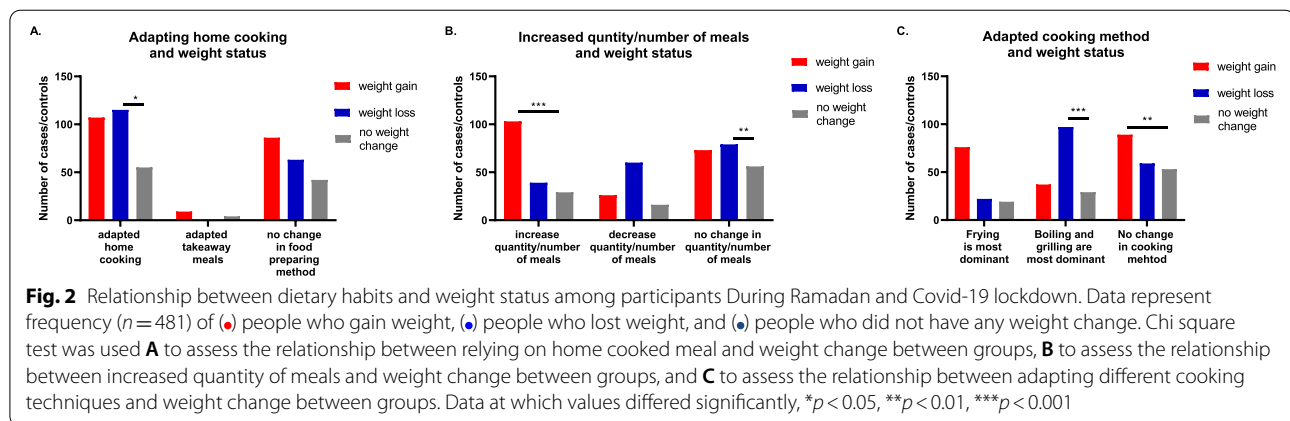 A.
Adapting home cooking
and weight status
150
100
50
0
Number of cases/controls
*
weight gain
weight loss
no weight
change
adapted
home
cooking
adapted
takeaway
meals
no change
in food
preparing
method
B.
Increased quntity/number of meals
and weight status
150
100
50
0
Number of cases/controls
***
**
weight gain
weight loss
no weight
change
increase
quantity/number
of meals
decrease
quantity/number
of meals
no change in
quantity/number
of meals
C.
Adapted cooking method
and weight status
150
100
50
0
Number of cases/controls
***
**
weight gain
weight loss
no weight
change
Frying
is most
dominant
Boiling and
grilling are
most dominant
No change
in cooking
mehtod
Fig. 2 Relationship between dietary habits and weight status among participants During Ramadan and Covid-19 lockdown. Data represent
frequency (n = 481) of (●) people who gain weight, (●) people who lost weight, and (●) people who did not have any weight change. Chi square
test was used A to assess the relationship between relying on home cooked meal and weight change between groups, B to assess the relationship
between increased quantity of meals and weight change between groups, and C to assess the relationship between adapting different cooking
techniques and weight change between groups. Data at which values differed significantly, *p < 0.05, **p < 0.01, ***p < 0.001